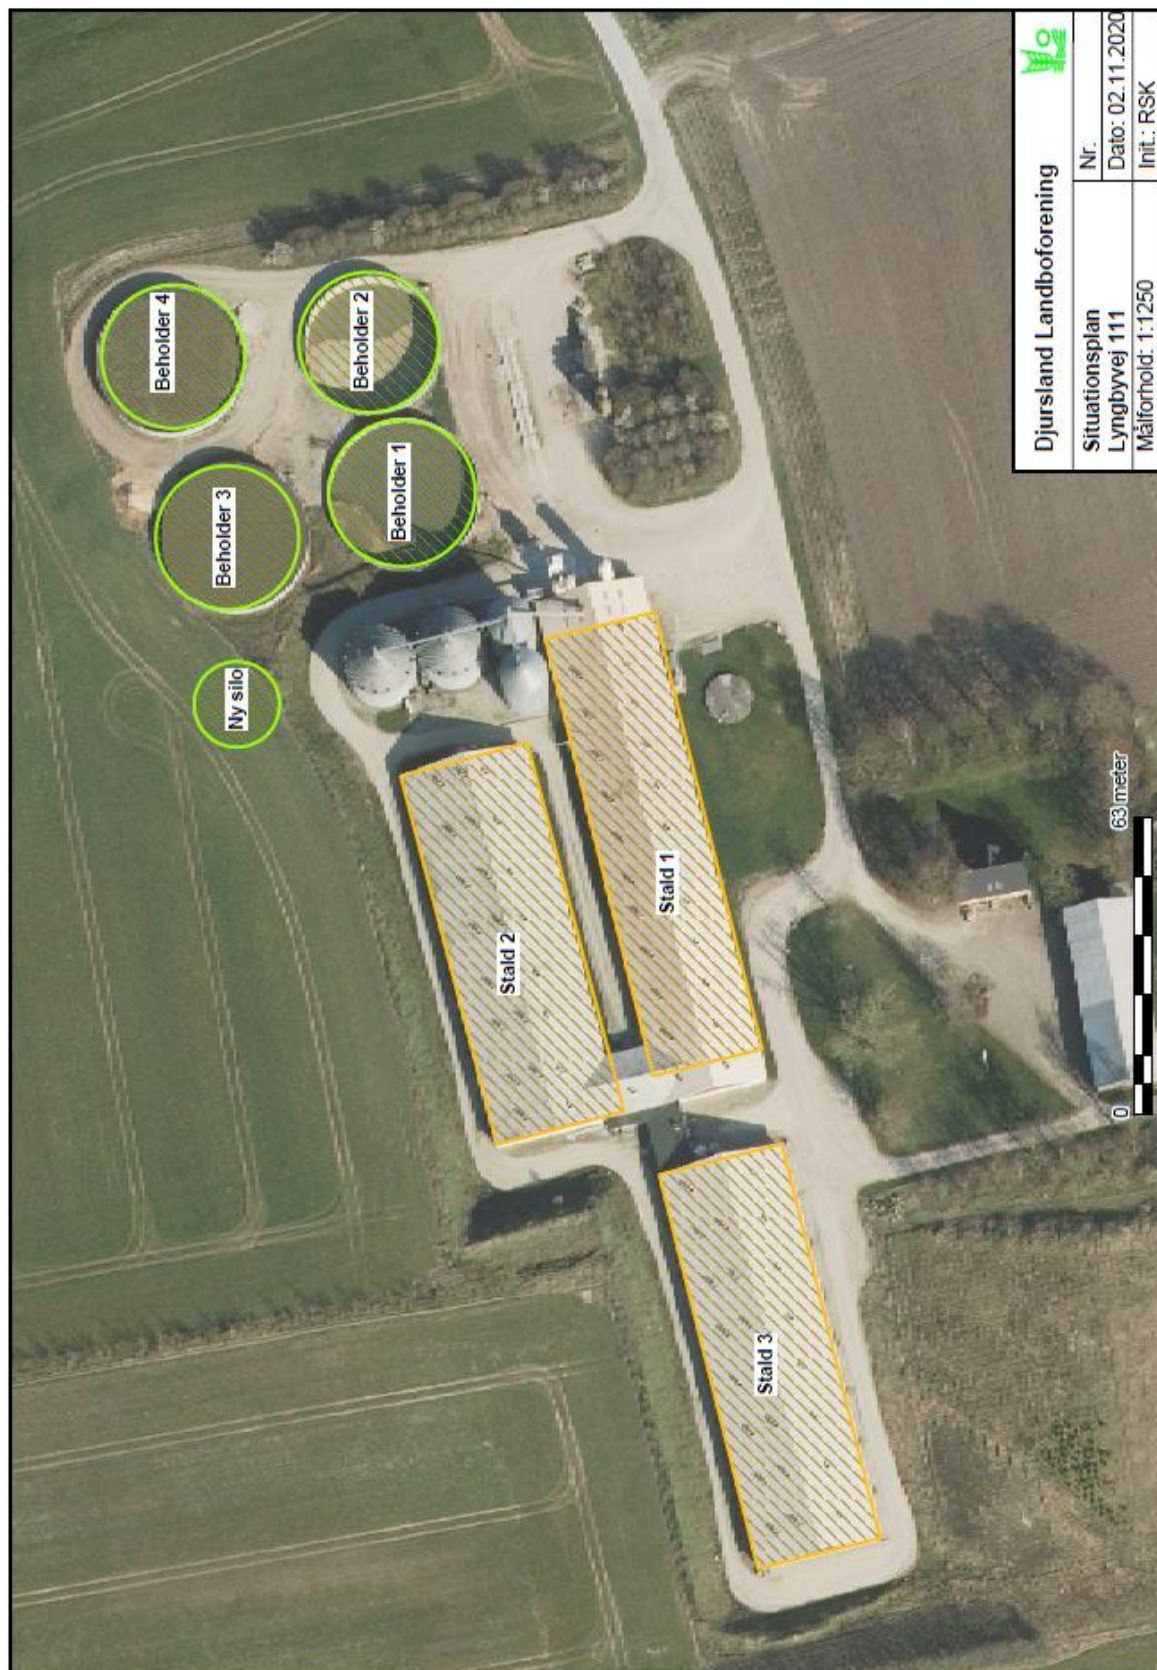 Beholder 4
Beholder 2
Beholder 3
Beholder 1
Ny silo
Stald 2
Stald 1
Stald 3
0
63 meter
Djursland Landboforening
Situationsplan
Lyngbyvej 111
Målforhold: 1:1250
Nr.
Dato: 02.11.2020
Init.: RSK